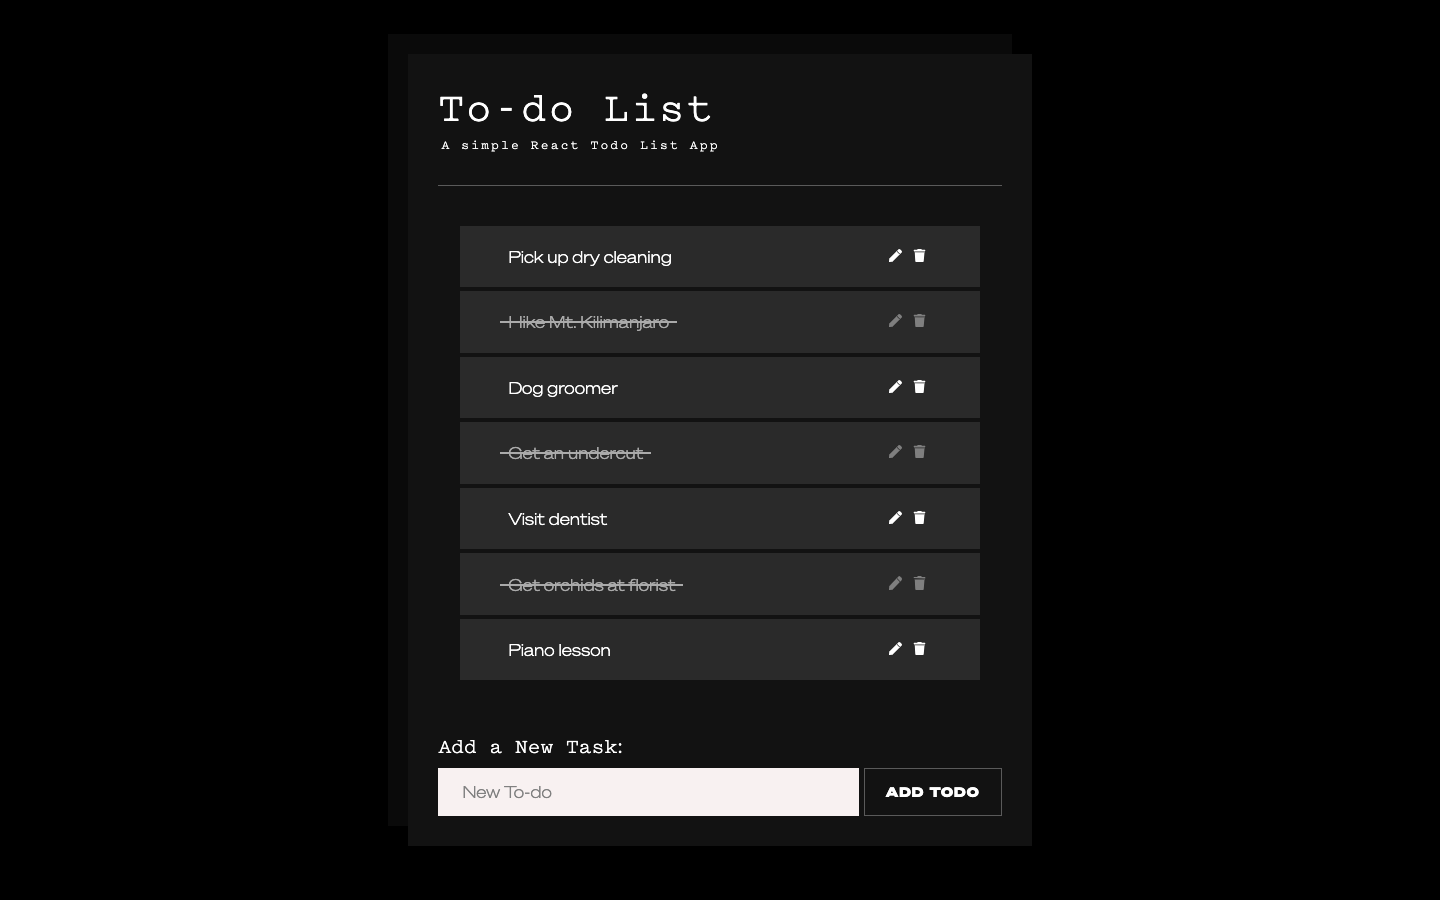 To-do List
A simple React Todo List App
Pick up dry cleaning
Hike Mt. Kilimanjaro
Dog groomer
Get an undercut
Visit dentist
Get orchids at florist
Piano lesson
Add a New Task:
New To-do
ADD TODO